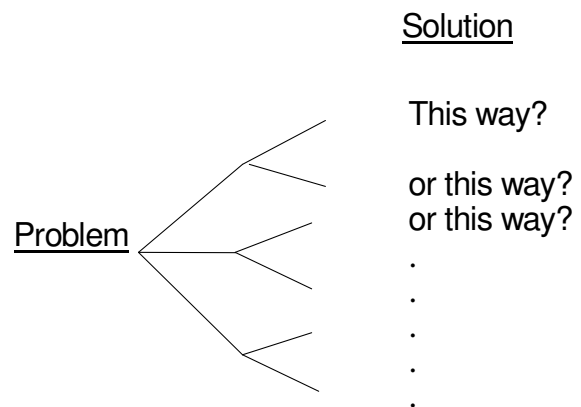 Solution
This way?
or this way?
or this way?
Problem
.
.
.
.
.